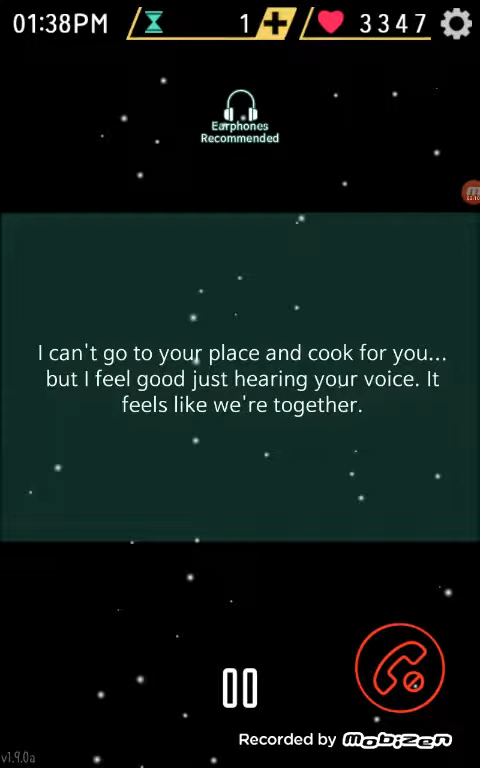 01:38PM 1 3347
Earphones
Recommended
I can't go to your place and cook for you...
but I feel good just hearing your voice. It
feels like we're together.
Recorded by mobizen
v1.9.0a